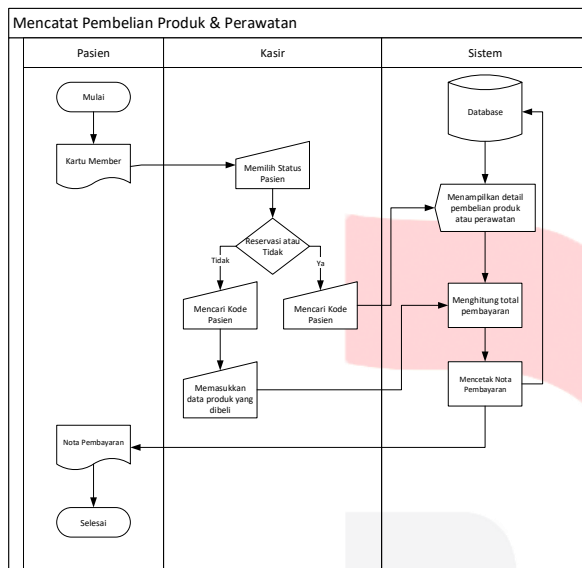 Mencatat Pembelian Produk & Perawatan
Pasien
Kasir
Sistem
Mulai
Database
Kartu Member
Memilih Status
Pasien
Menampilkan detail
pembelian produk
atau perawatan
Reservasi atau
Tidak
Tidak
Ya
Mencari Kode
Pasien
Mencari Kode
Pasien
Menghitung total
pembayaran
Memasukkan
data produk yang
dibeli
Mencetak Nota
Pembayaran
Nota Pembayaran
Selesai